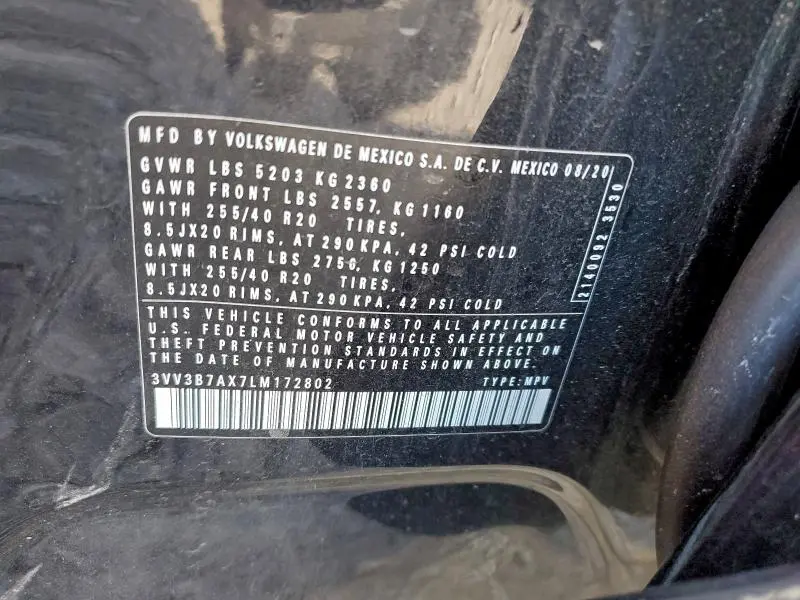 MFD BY VOLKSWAGEN DE MEXICO S.A. DE C.V. MEXICO 08/20
GVWR LBS 5203 KG 2360
GAWR FRONT LBS 2557, KG 1160
WITH 255/40 R20 TIRES,
8.5JX20 RIMS, AT 290 KPA, 42 PSI COLD
GAWR REAR LBS 2756, KG 1250
WITH 255/40 R20 TIRES,
8.5JX20 RIMS, AT 290 KPA, 42 PSI COLD
2140092 3530
THIS VEHICLE CONFORMS TO ALL APPLICABLE
U.S. FEDERAL MOTOR VEHICLE SAFETY AND
THEFT PREVENTION STANDARDS IN EFFECT ON
THE DATE OF MANUFACTURE SHOWN ABOVE.
3VV3B7AX7LM172802 TYPE: MPV